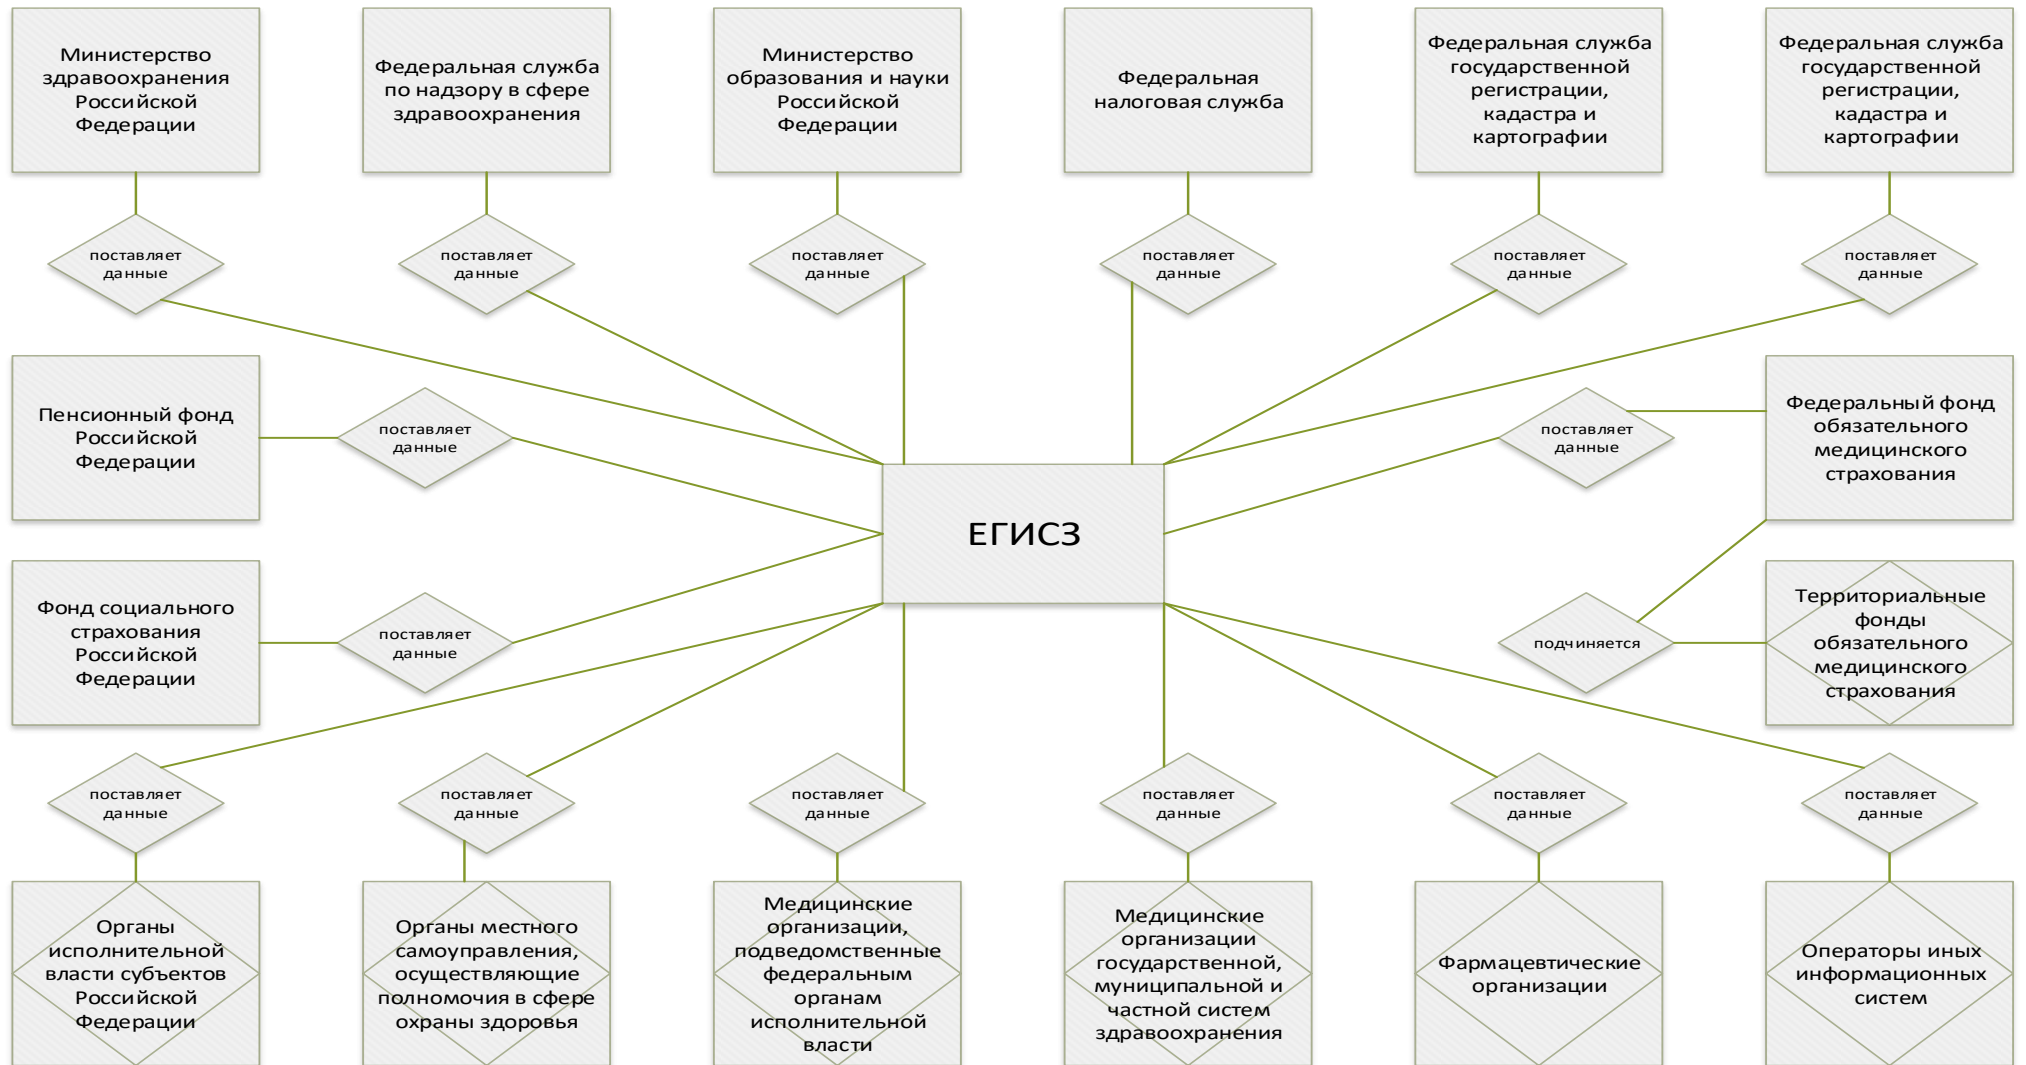 Министерство
здравоохранения
Российской
Федерации
Федеральная служба
по надзору в сфере
здравоохранения
Министерство
образования и науки
Российской
Федерации
Федеральная
налоговая служба
Федеральная служба
государственной
регистрации,
кадастра и
картографии
Федеральная служба
государственной
регистрации,
кадастра и
картографии
поставляет
данные
поставляет
данные
поставляет
данные
поставляет
данные
поставляет
данные
поставляет
данные
Пенсионный фонд
Российской
Федерации
поставляет
данные
поставляет
данные
Федеральный фонд
обязательного
медицинского
страхования
ЕГИСЗ
Фонд социального
страхования
Российской
Федерации
поставляет
данные
подчиняется
Территориальные
фонды
обязательного
медицинского
страхования
поставляет
данные
поставляет
данные
поставляет
данные
поставляет
данные
поставляет
данные
поставляет
данные
Органы
исполнительной
власти субъектов
Российской
Федерации
Органы местного
самоуправления,
осуществляющие
полномочия в сфере
охраны здоровья
Медицинские
организации,
подведомственные
федеральным
органам
исполнительной
власти
Медицинские
организации
государственной,
муниципальной и
частной систем
здравоохранения
Фармацевтические
организации
Операторы иных
информационных
систем